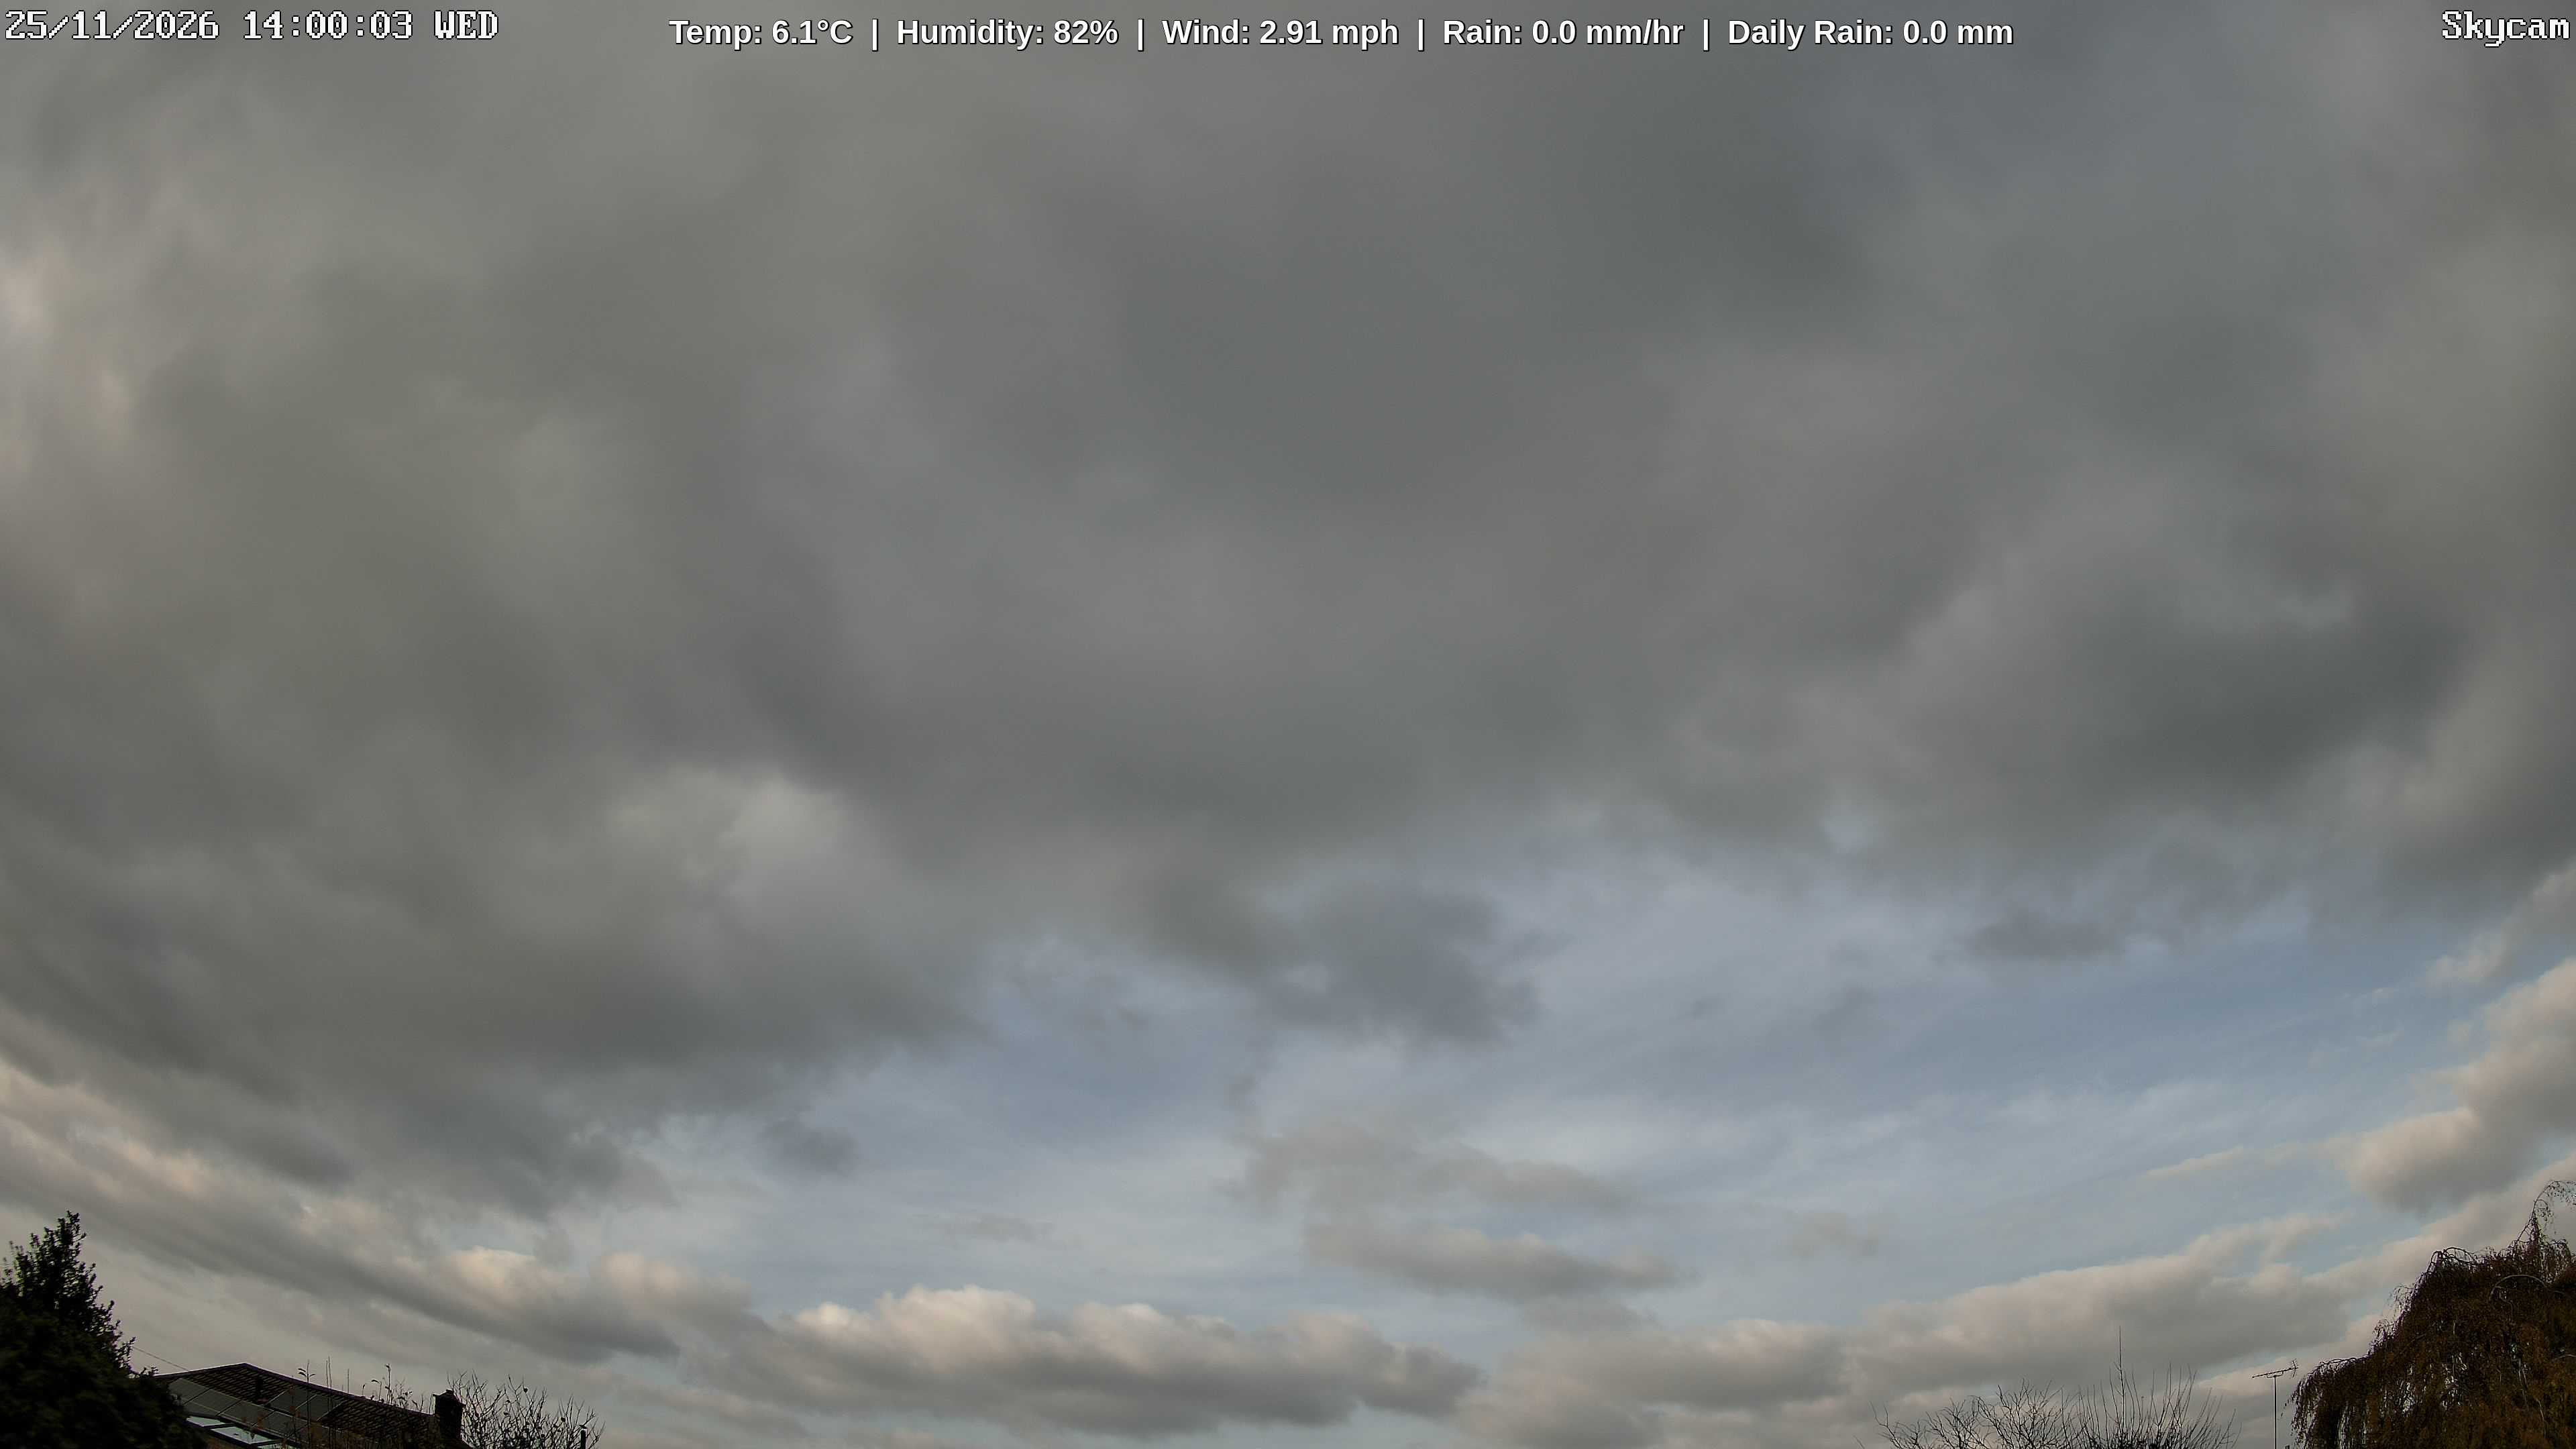 25/11/2026 14:00:03 WED
Temp: 6.1°C | Humidity: 82% | Wind: 2.91 mph | Rain: 0.0 mm/hr | Daily Rain: 0.0 mm
Skycam